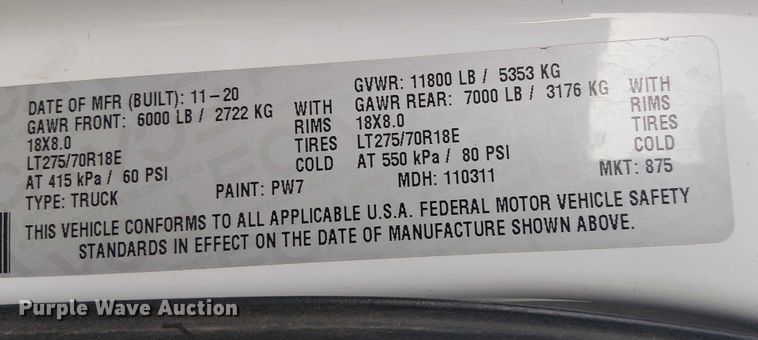 DATE OF MFR (BUILT): 11-20 GVWR: 11800 LB / 5353 KG
GAWR FRONT: 6000 LB / 2722 KG WITH GAWR REAR: 7000 LB / 3176 KG WITH
18X8.0 RIMS 18X8.0 RIMS
LT275/70R18E TIRES LT275/70R18E TIRES
AT 415 kPa / 60 PSI COLD AT 550 kPa / 80 PSI COLD
TYPE: TRUCK PAINT: PW7 MDH: 110311 MKT: 875
THIS VEHICLE CONFORMS TO ALL APPLICABLE U.S.A. FEDERAL MOTOR VEHICLE SAFETY
STANDARDS IN EFFECT ON THE DATE OF MANUFACTURE SHOWN ABOVE.
Purple Wave Auction